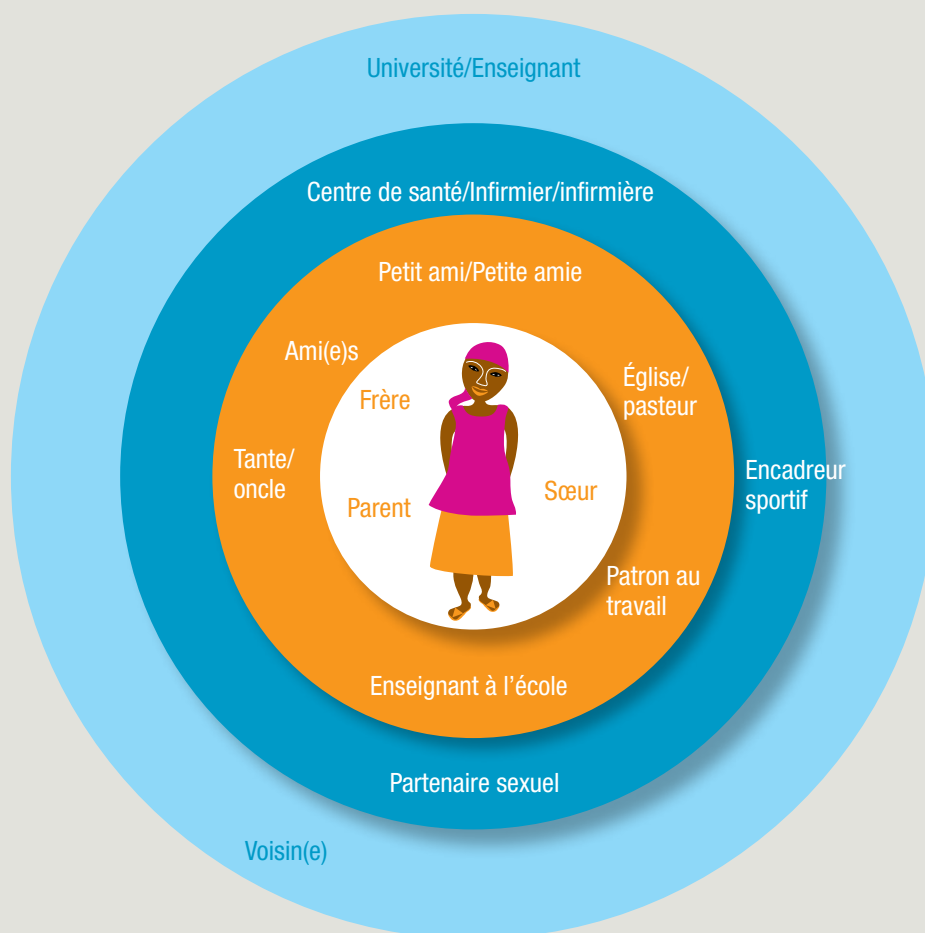 Université/Enseignant
Centre de santé/Infirmier/infirmière
Petit ami/Petite amie
Ami(e)s
Frère
Église/
pasteur
Tante/
oncle
Parent
Sœur
Encadreur
sportif
Patron au
travail
Enseignant à l’école
Partenaire sexuel
Voisin(e)